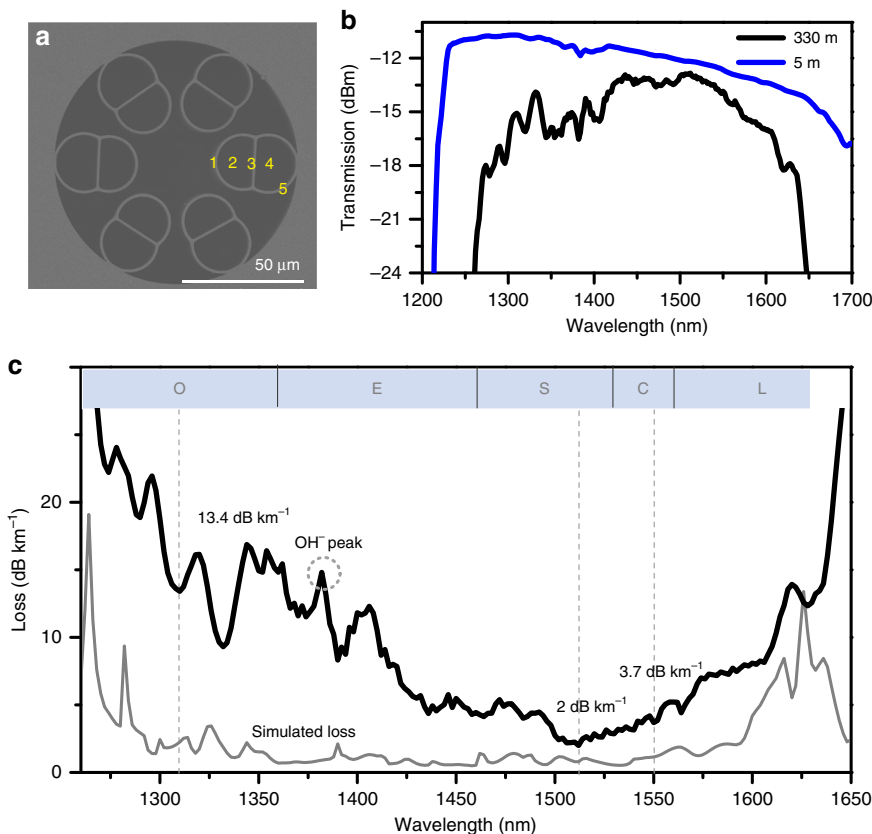 a
1 2 3 4
5
50 μm
b
330 m
5 m
Transmission (dBm)
−12
−15
−18
−21
−24
1200 1300 1400 1500 1600 1700
Wavelength (nm)
c
O E S C L
13.4 dB km⁻¹
OH⁻ peak
3.7 dB km⁻¹
2 dB km⁻¹
Simulated loss
Loss (dB km⁻¹)
20
10
0
1300 1350 1400 1450 1500 1550 1600 1650
Wavelength (nm)